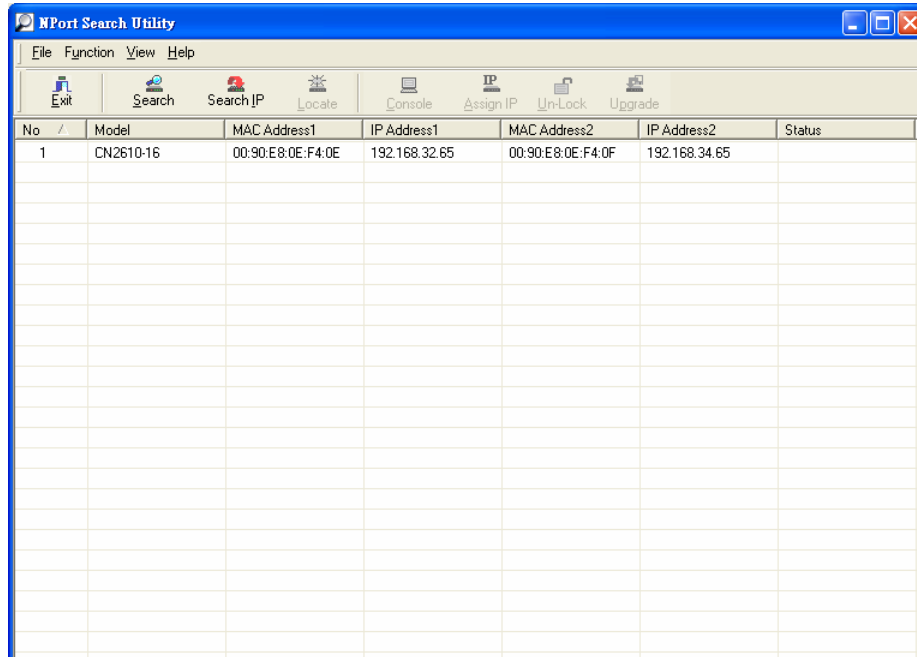 NPort Search Utility
File Function View Help
Exit Search Search IP Locate Console Assign IP Un-Lock Upgrade
No Model MAC Address1 IP Address1 MAC Address2 IP Address2 Status
1 CN2610-16 00:90:E8:0E:F4:0E 192.168.32.65 00:90:E8:0E:F4:0F 192.168.34.65